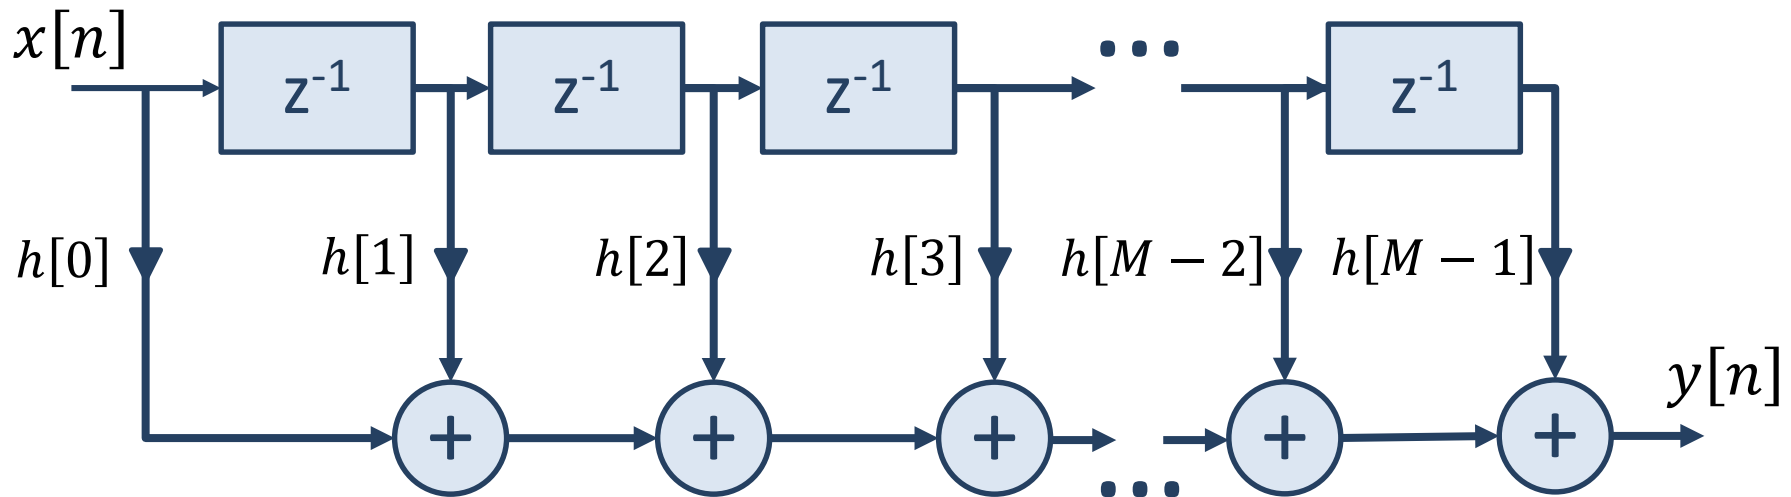 x[n]
z⁻¹ z⁻¹ z⁻¹ ... z⁻¹
h[0] h[1] h[2] h[3] h[M − 2] h[M − 1]
y[n]
+ + + ... + +